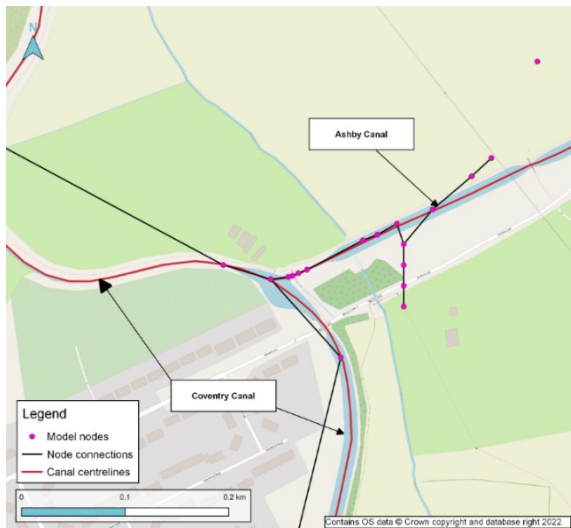 N
Ashby Canal
Coventry Canal
Legend
Model nodes
Node connections
Canal centrelines
0
0.1
0.2 km
Contains OS data © Crown copyright and database right 2022